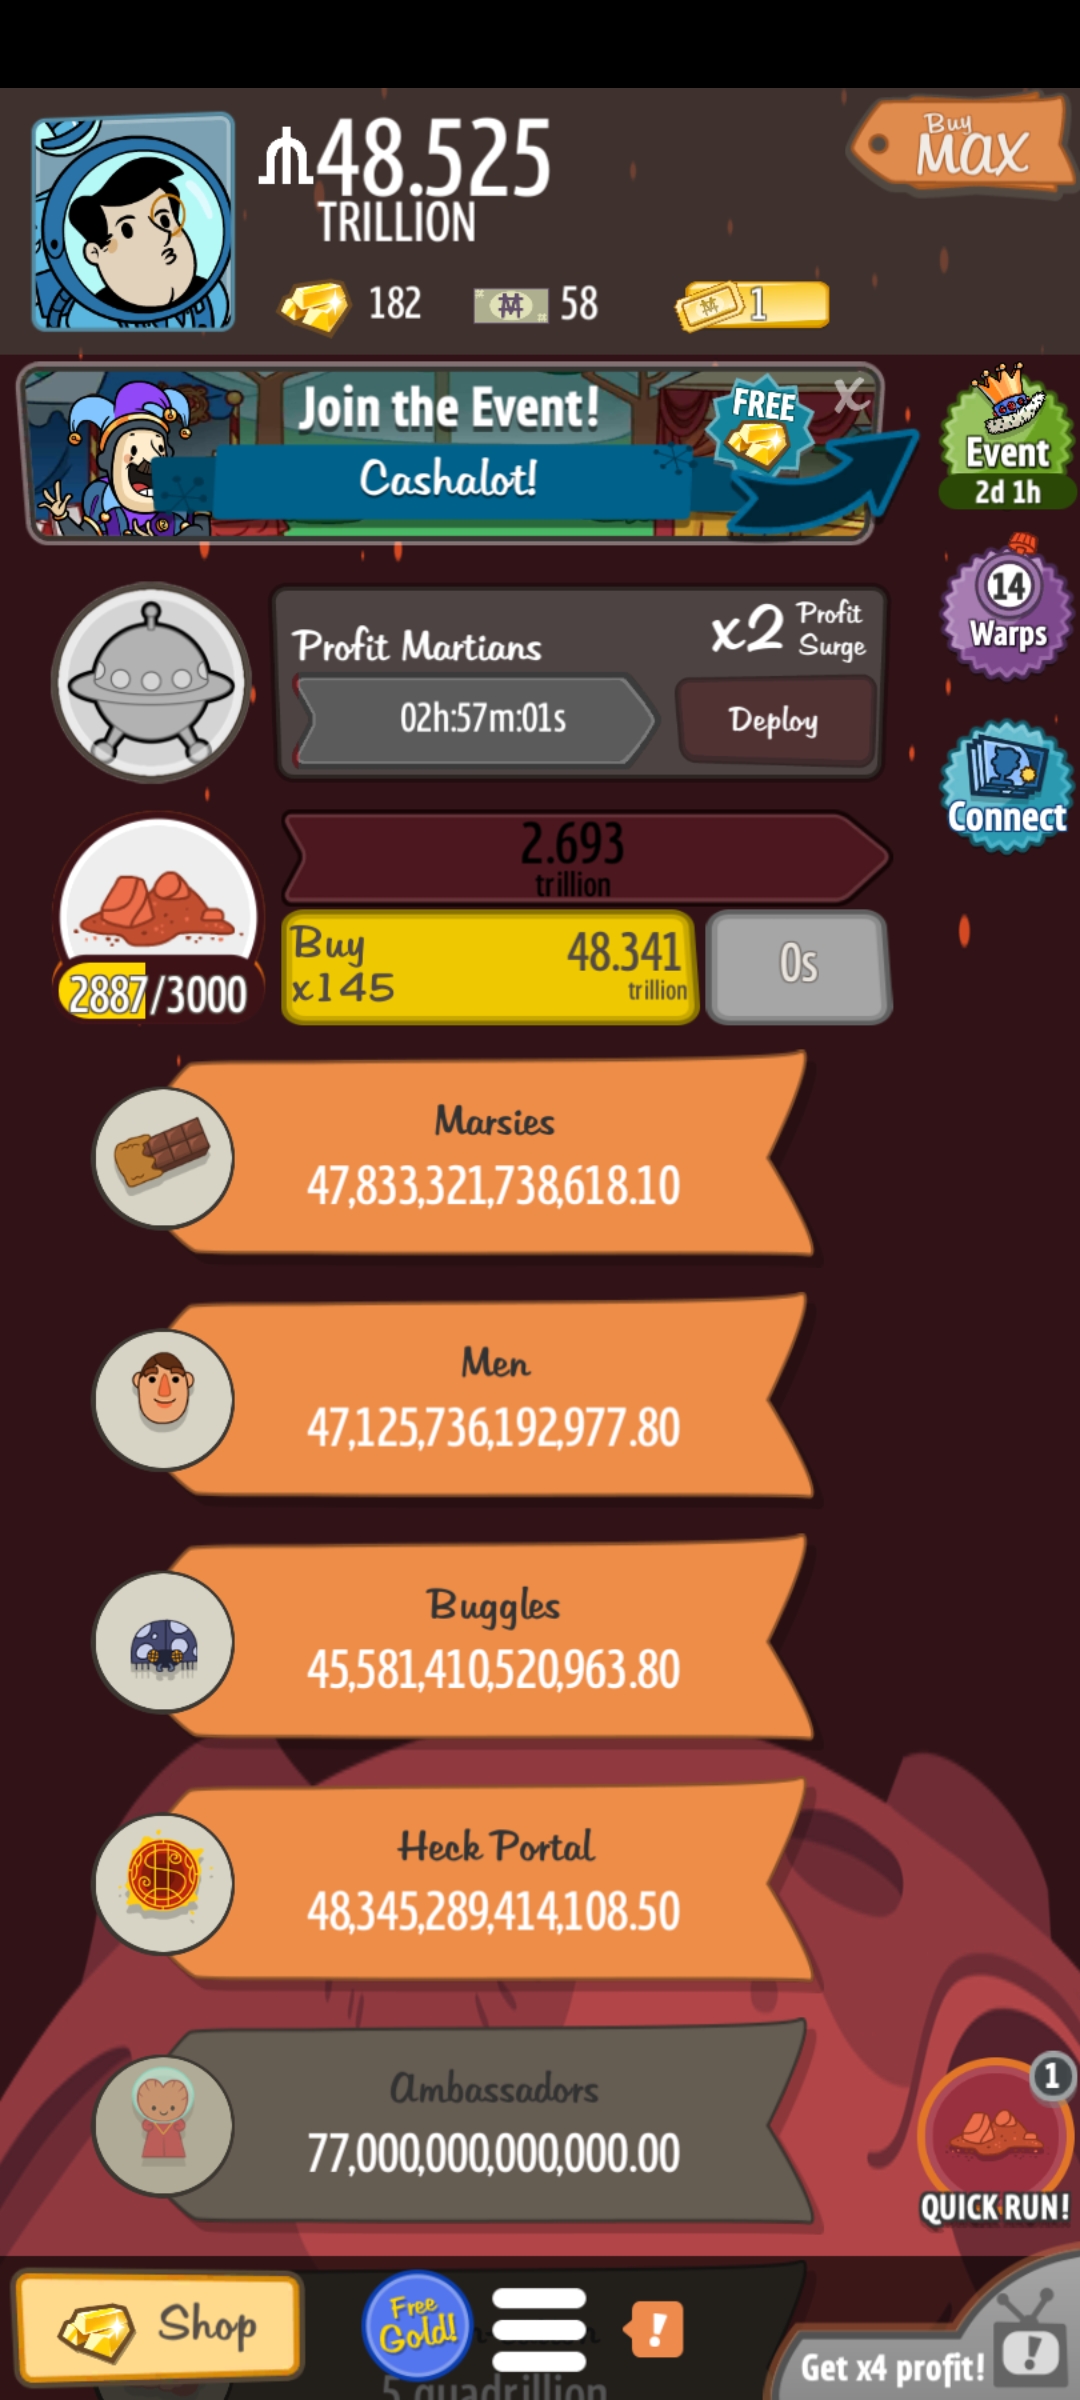 48.525
TRILLION
Buy
MAX
182
58
1
Join the Event!
FREE
X
Cashalot!
Event
2d 1h
14
Warps
Profit Martians
x2 Profit
Surge
02h:57m:01s
Deploy
Connect
2.693
trillion
Buy
x145
48.341
trillion
0s
2887/3000
Marsies
47,833,321,738,618.10
Men
47,125,736,192,977.80
Buggles
45,581,410,520,963.80
Heck Portal
48,345,289,414,108.50
Ambassadors
77,000,000,000,000.00
1
QUICK RUN!
Shop
Free
Gold!
!
Get x4 profit!
!
5 quadrillion